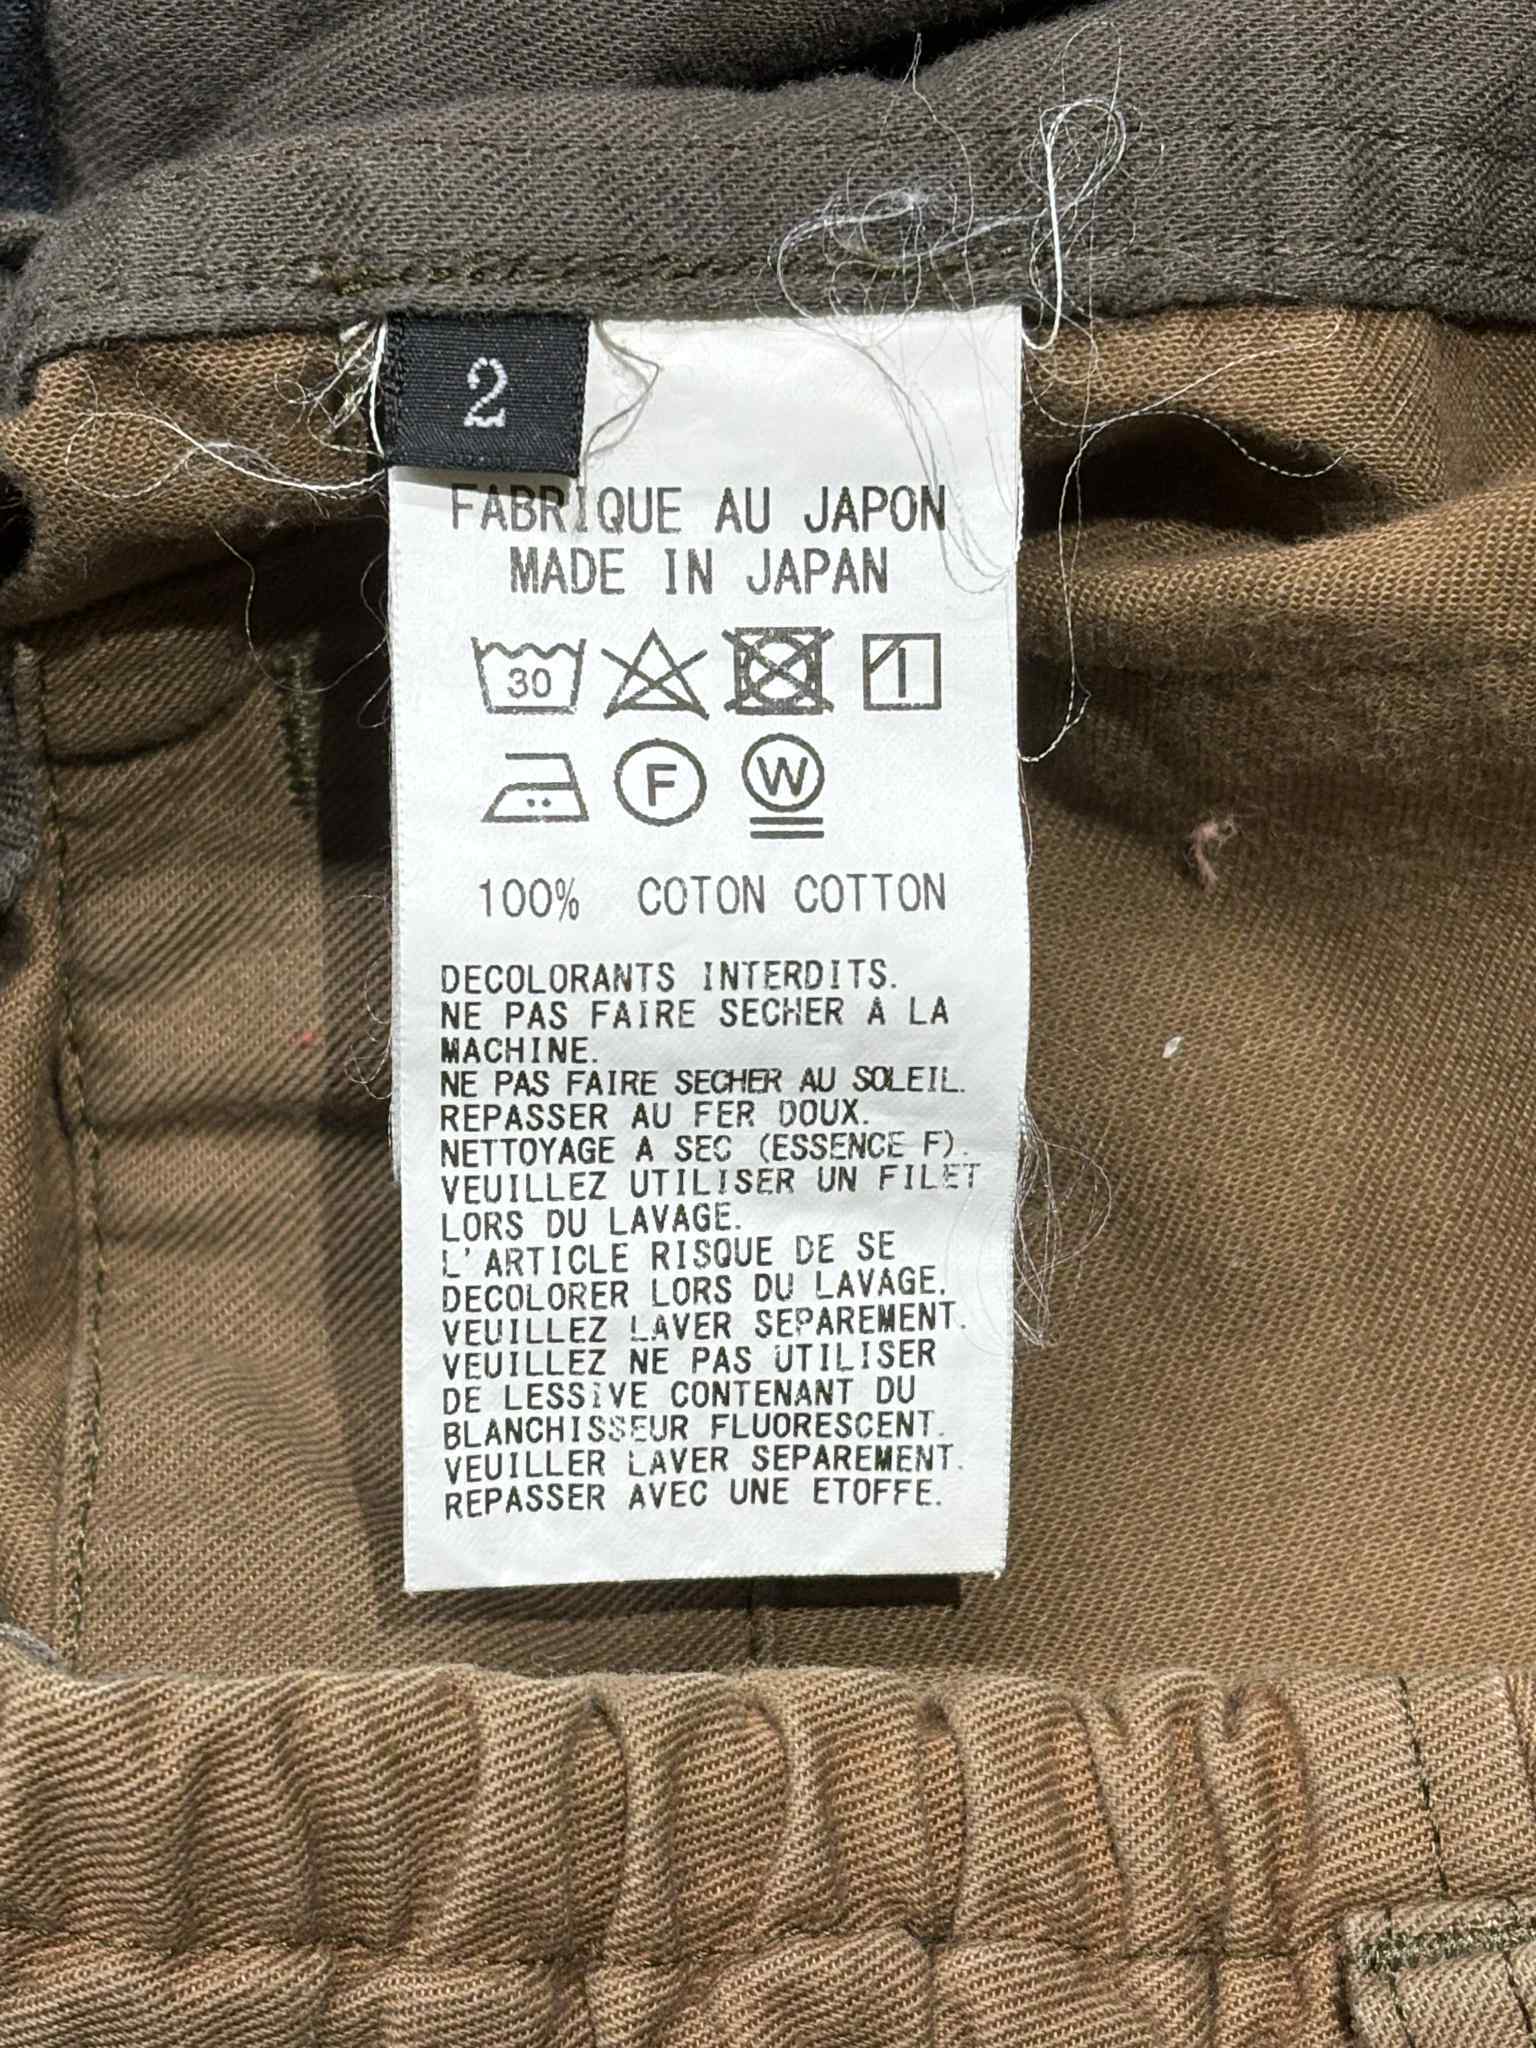 2
FABRIQUE AU JAPON
MADE IN JAPAN
30
F
W
100% COTON COTTON
DECOLORANTS INTERDITS.
NE PAS FAIRE SECHER A LA
MACHINE.
NE PAS FAIRE SECHER AU SOLEIL.
REPASSER AU FER DOUX.
NETTOYAGE A SEC (ESSENCE F).
VEUILLEZ UTILISER UN FILET
LORS DU LAVAGE.
L'ARTICLE RISQUE DE SE
DECOLORER LORS DU LAVAGE.
VEUILLEZ LAVER SEPAREMENT.
VEUILLEZ NE PAS UTILISER
DE LESSIVE CONTENANT DU
BLANCHISSEUR FLUORESCENT.
VEUILLER LAVER SEPAREMENT.
REPASSER AVEC UNE ETOFFE.